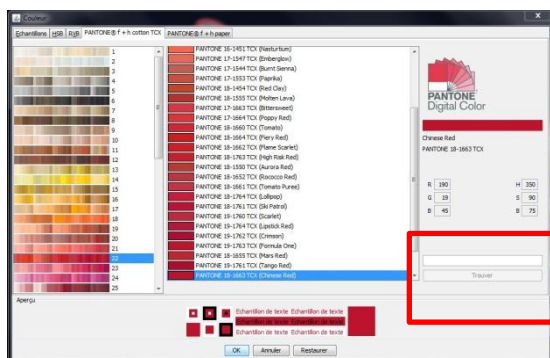 Couleur
Echantillons HSB RVB PANTONE® f + h cotton TCX PANTONE® f + h paper
1
2
3
4
5
6
7
8
9
10
11
12
13
14
15
16
17
18
19
20
21
22
23
24
25
PANTONE 16-1451 TCX (Nasturtium)
PANTONE 17-1547 TCX (Emberglow)
PANTONE 17-1544 TCX (Burnt Sienna)
PANTONE 17-1553 TCX (Paprika)
PANTONE 18-1454 TCX (Red Clay)
PANTONE 18-1555 TCX (Molten Lava)
PANTONE 17-1663 TCX (Bittersweet)
PANTONE 17-1664 TCX (Poppy Red)
PANTONE 18-1660 TCX (Tomato)
PANTONE 18-1664 TCX (Fiery Red)
PANTONE 18-1662 TCX (Flame Scarlet)
PANTONE 18-1763 TCX (High Risk Red)
PANTONE 18-1550 TCX (Aurora Red)
PANTONE 18-1652 TCX (Rococco Red)
PANTONE 18-1661 TCX (Tomato Puree)
PANTONE 18-1764 TCX (Lollipop)
PANTONE 18-1761 TCX (Ski Patrol)
PANTONE 19-1760 TCX (Scarlet)
PANTONE 19-1764 TCX (Lipstick Red)
PANTONE 19-1762 TCX (Crimson)
PANTONE 19-1763 TCX (Formula One)
PANTONE 18-1655 TCX (Mars Red)
PANTONE 19-1761 TCX (Tango Red)
PANTONE 18-1663 TCX (Chinese Red)
PANTONE
Digital Color
Chinese Red
PANTONE 18-1663 TCX
R 190 H 350
G 19 S 90
B 45 B 75
Trouver
Aperçu
Echantillon de texte Echantillon de texte
Echantillon de texte Echantillon de texte
Echantillon de texte Echantillon de texte
OK Annuler Restaurer